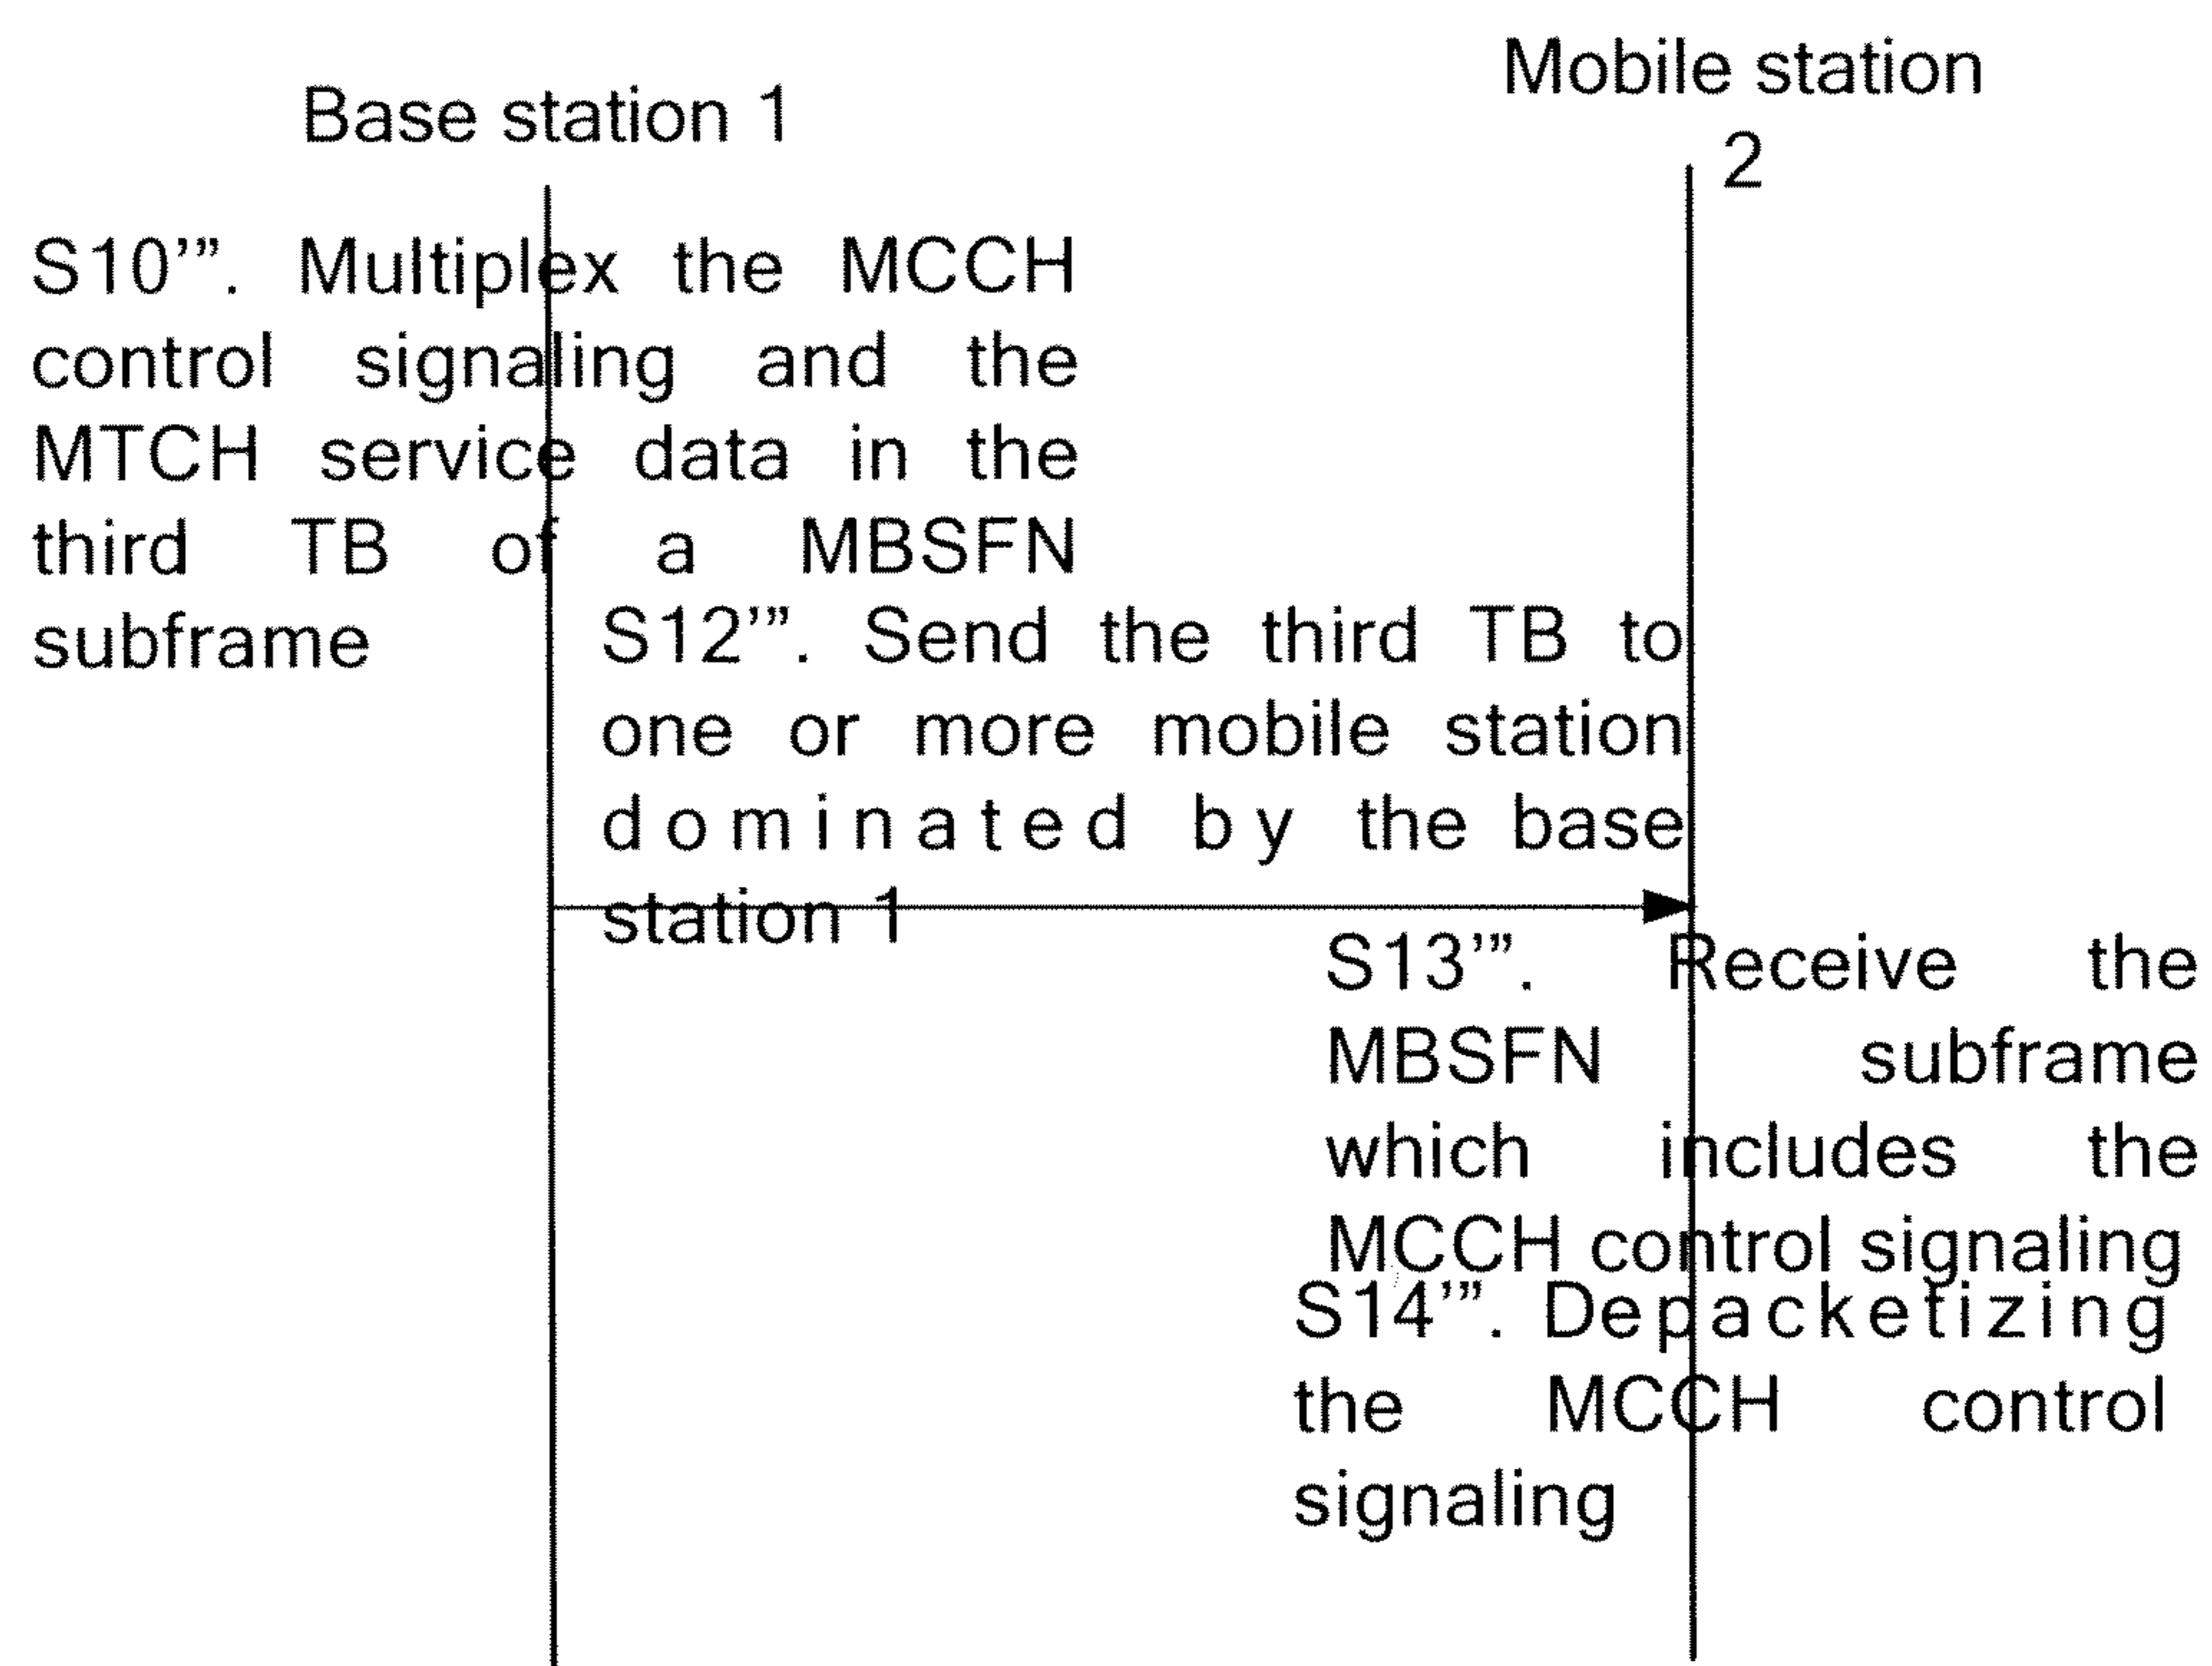 Base station 1
Mobile station
2
S10’”. Multiplex the MCCH
control signaling and the
MTCH service data in the
third TB of a MBSFN
subframe
S12’”. Send the third TB to
one or more mobile station
dominated by the base
station 1
S13’”. Receive the
MBSFN subframe
which includes the
MCCH control signaling
S14’”. Depacketizing
the MCCH control
signaling